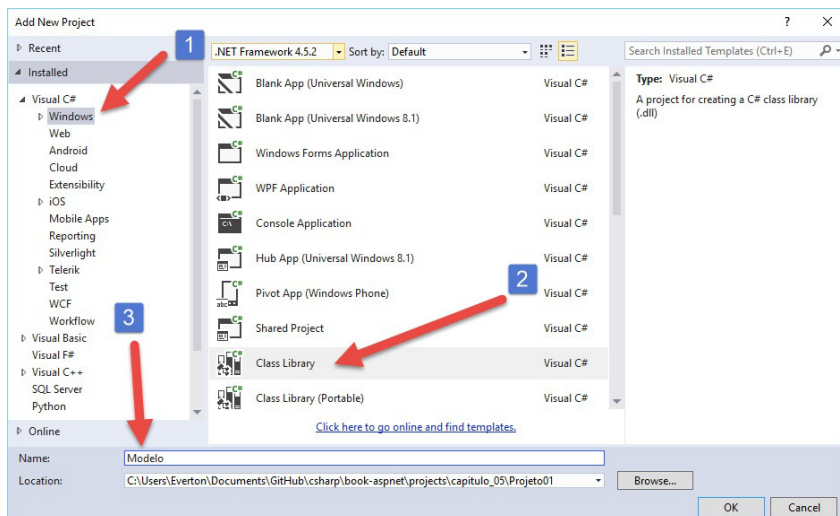 Add New Project
? X
Recent
1
.NET Framework 4.5.2 Sort by: Default
Search Installed Templates (Ctrl+E)
Installed
Visual C#
Windows
Web
Android
Cloud
Extensibility
iOS
Mobile Apps
Reporting
Silverlight
Telerik
Test
WCF
Workflow
Visual Basic
Visual F#
Visual C++
SQL Server
Python
Online
Blank App (Universal Windows) Visual C#
Blank App (Universal Windows 8.1) Visual C#
Windows Forms Application Visual C#
WPF Application Visual C#
Console Application Visual C#
Hub App (Universal Windows 8.1) Visual C#
Pivot App (Windows Phone) Visual C#
Shared Project Visual C#
Class Library Visual C#
Class Library (Portable) Visual C#
2
3
Click here to go online and find templates.
Type: Visual C#
A project for creating a C# class library
(.dll)
Name: Modelo
Location: C:\Users\Everton\Documents\GitHub\csharp\book-aspnet\projects\capitulo_05\Projeto01 Browse...
OK Cancel